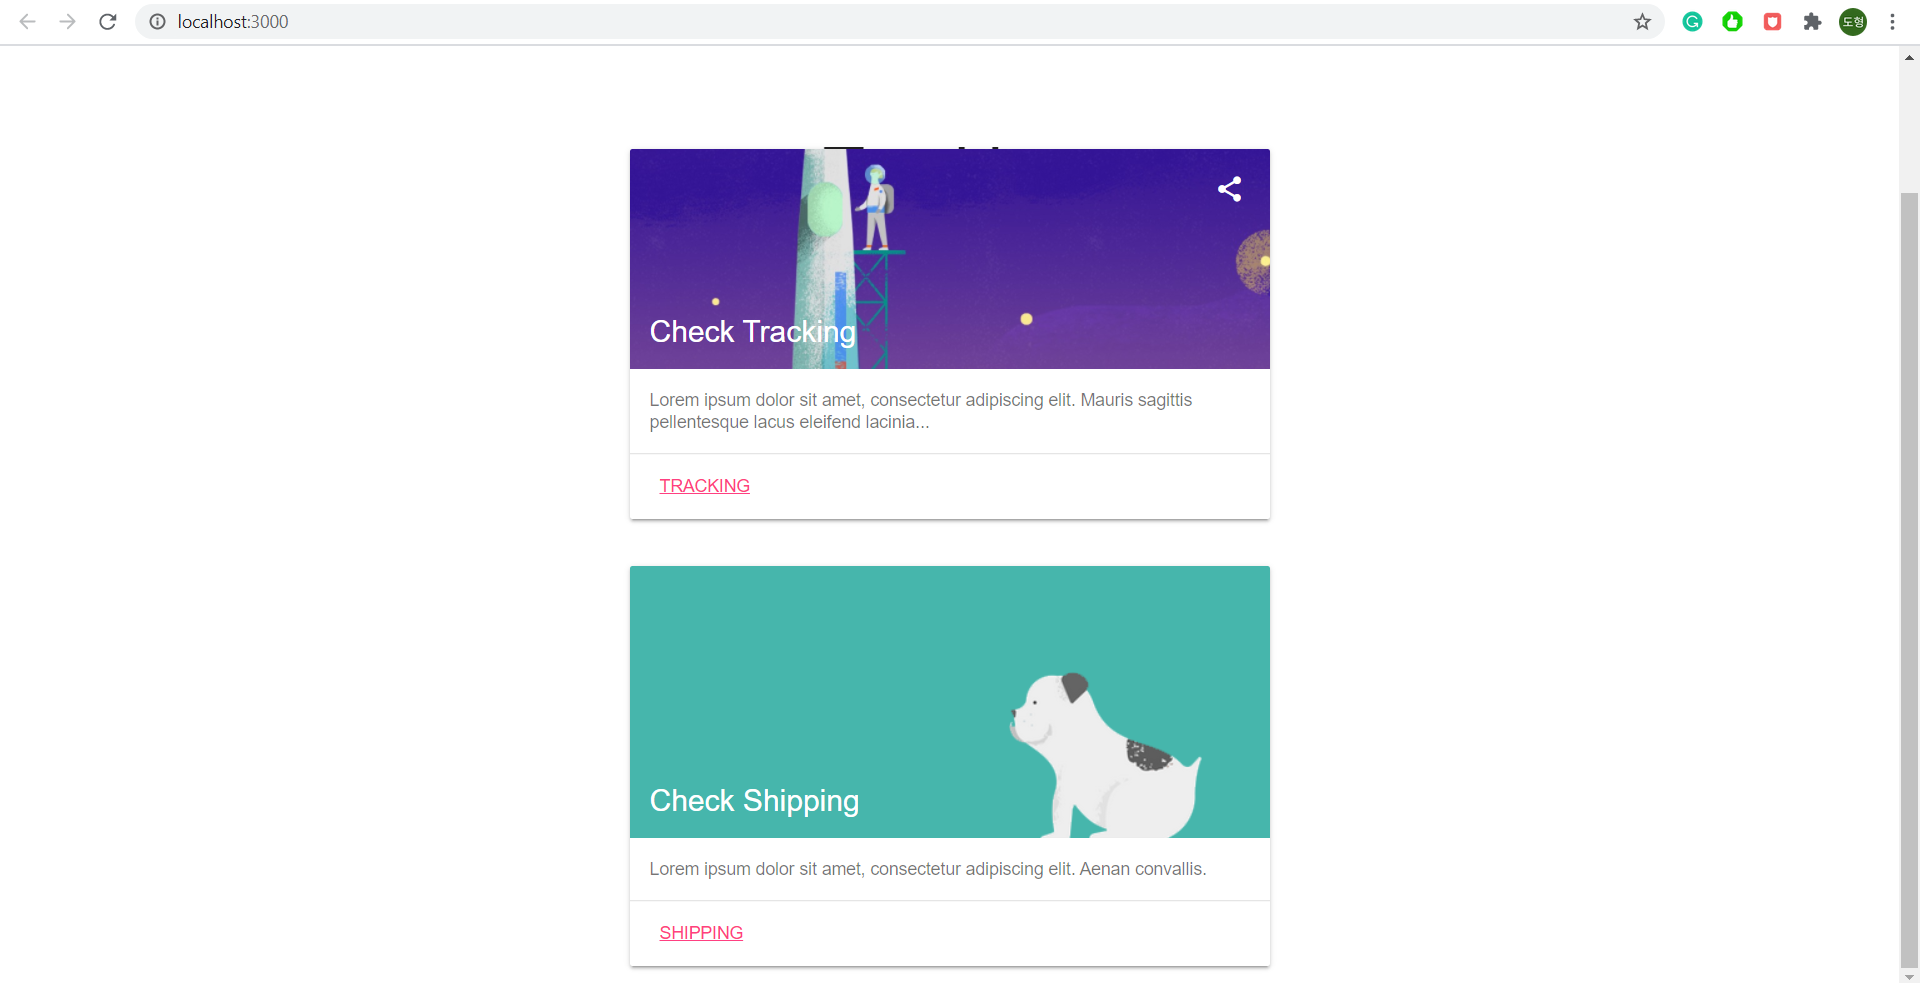 localhost:3000
도형
Check Tracking
Lorem ipsum dolor sit amet, consectetur adipiscing elit. Mauris sagittis
pellentesque lacus eleifend lacinia...
TRACKING
Check Shipping
Lorem ipsum dolor sit amet, consectetur adipiscing elit. Aenan convallis.
SHIPPING